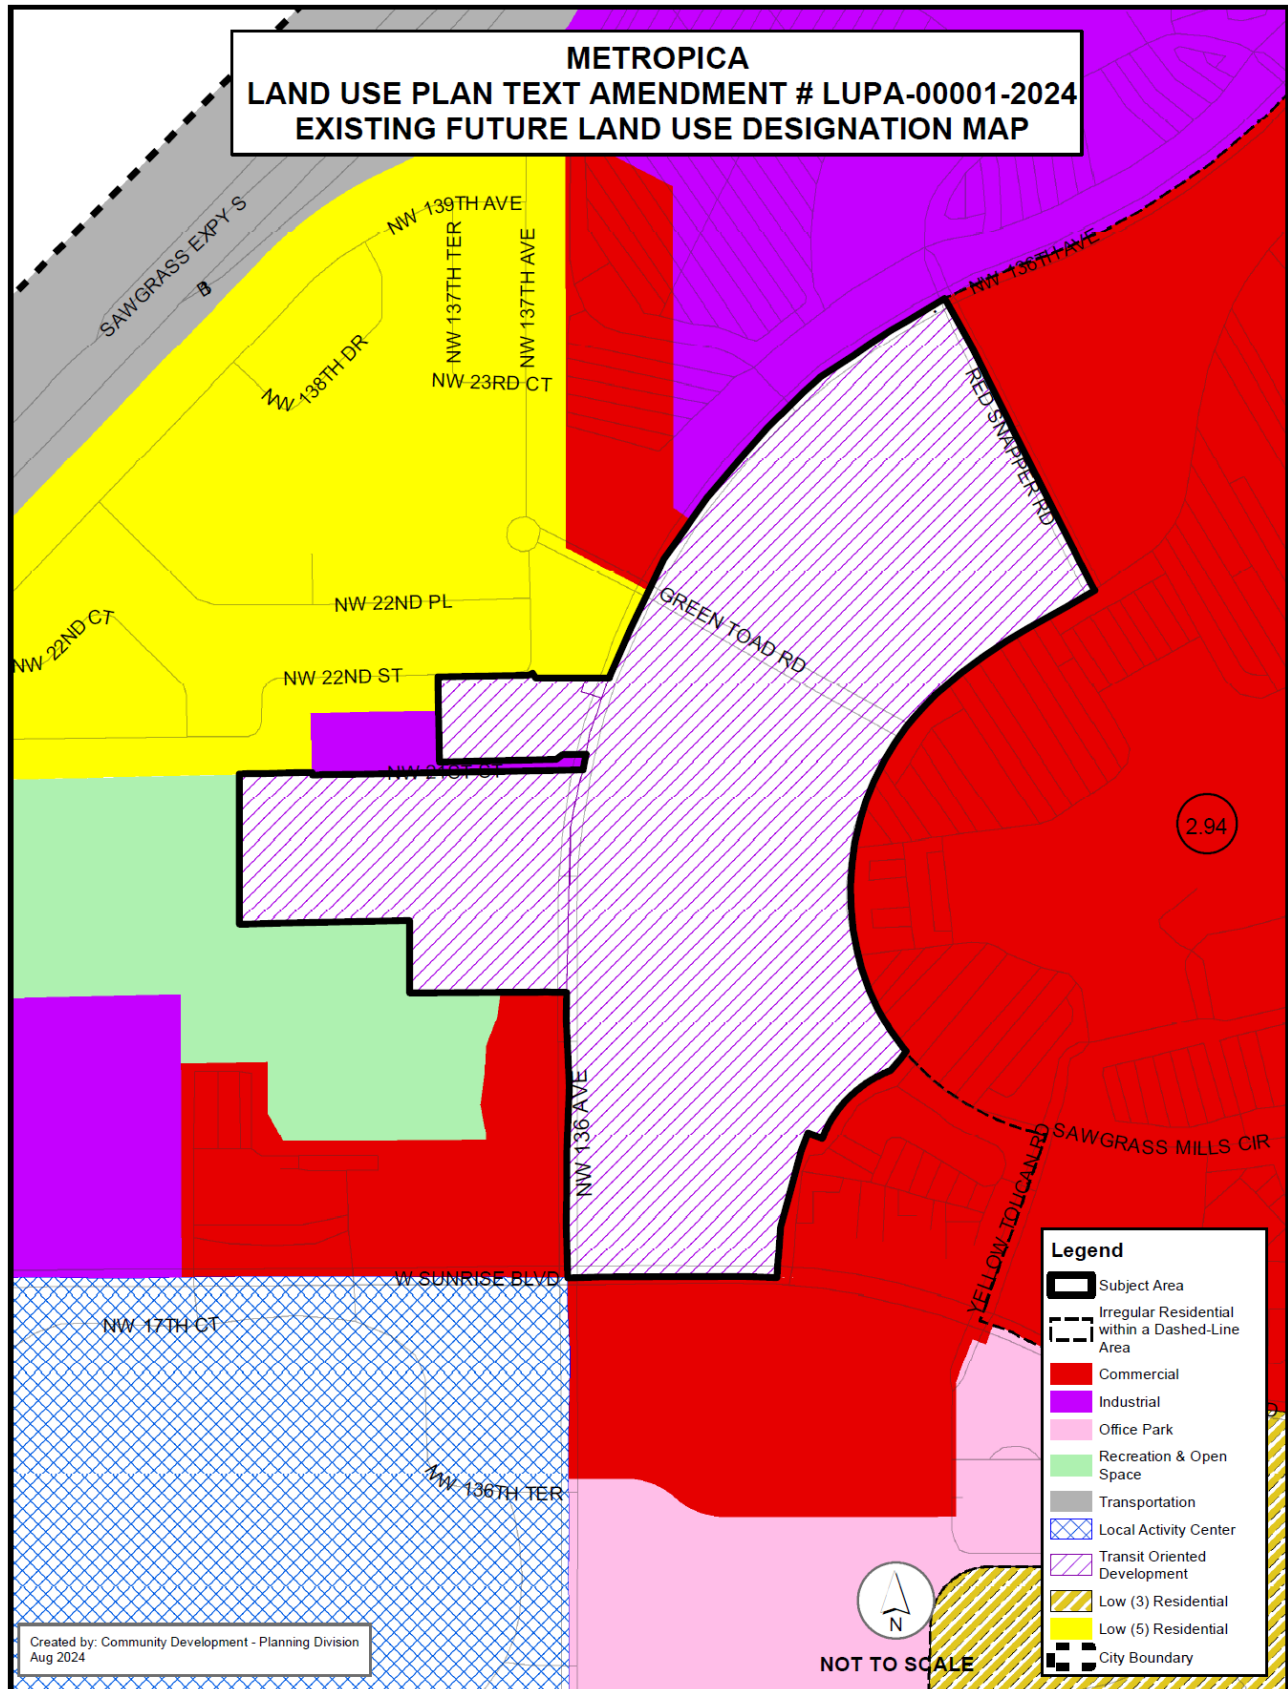 METROPICA
LAND USE PLAN TEXT AMENDMENT # LUPA-00001-2024
EXISTING FUTURE LAND USE DESIGNATION MAP
SAWGRASS EXPY S
NW 139TH AVE
NW 137TH TER
NW 137TH AVE
NW 138TH DR
NW 23RD CT
NW 136TH AVE
RED SNAPPER RD
NW 22ND PL
NW 22ND CT
NW 22ND ST
GREEN TOAD RD
NW 21ST CT
2.94
NW 136 AVE
SAWGRASS MILLS CIR
YELLOW TOUCAN RD
W SUNRISE BLVD
NW 17TH CT
NW 136TH TER
Legend
Subject Area
Irregular Residential
within a Dashed-Line
Area
Commercial
Industrial
Office Park
Recreation & Open
Space
Transportation
Local Activity Center
Transit Oriented
Development
Low (3) Residential
Low (5) Residential
City Boundary
N
NOT TO SCALE
Created by: Community Development - Planning Division
Aug 2024